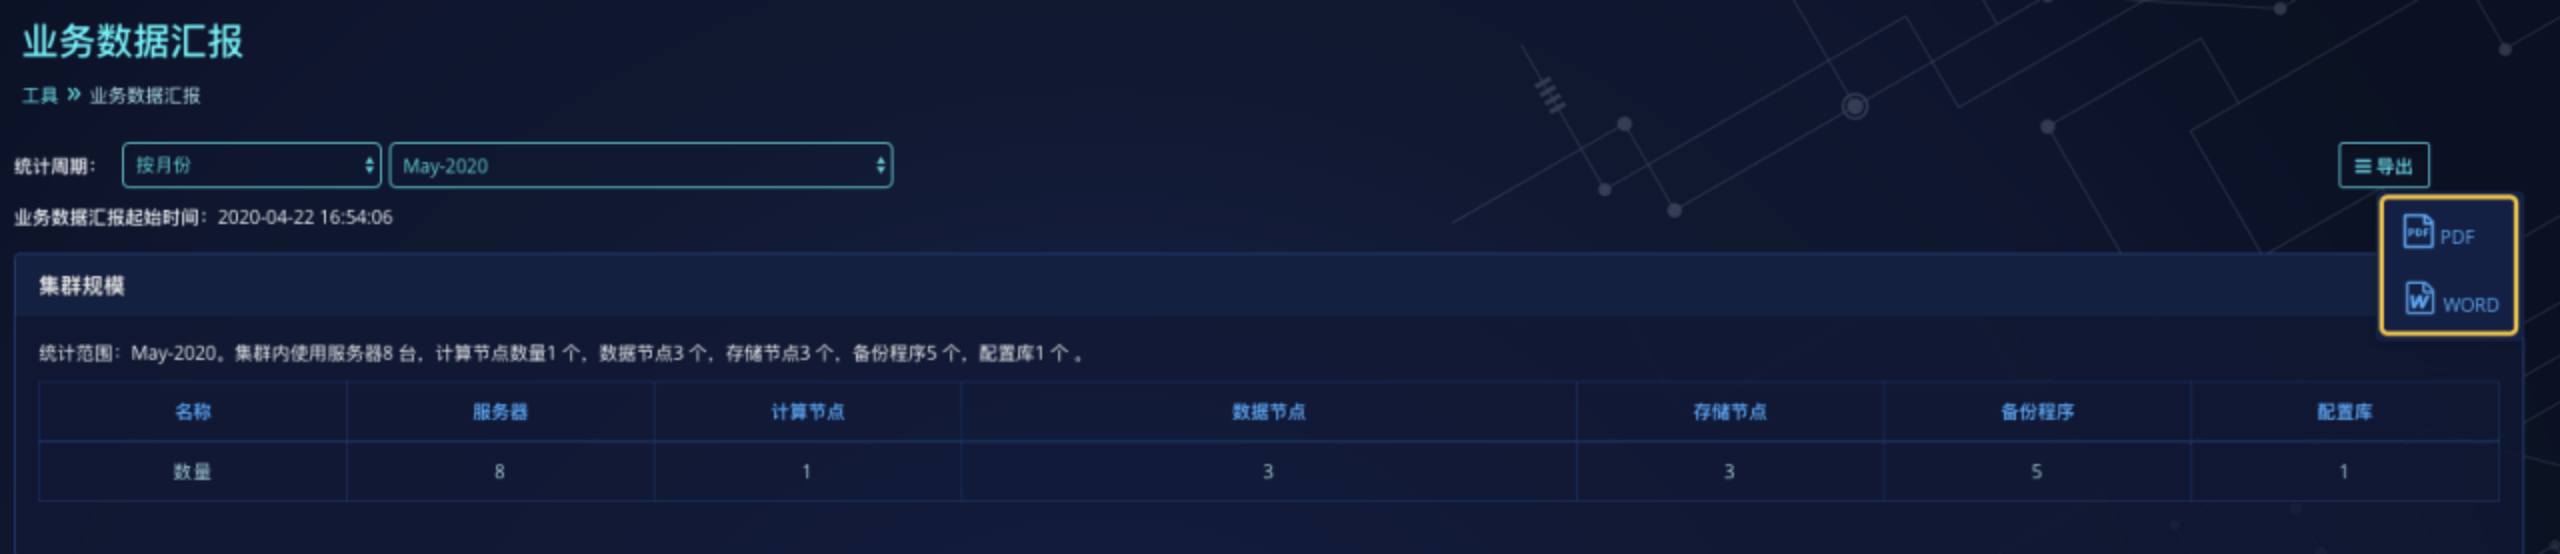 业务数据汇报
工具 » 业务数据汇报
统计周期： 按月份 May-2020 导出
业务数据汇报起始时间：2020-04-22 16:54:06
PDF PDF
集群规模
W WORD
统计范围：May-2020。集群内使用服务器8 台，计算节点数量1 个，数据节点3 个，存储节点3 个，备份程序5 个，配置库1 个 。
名称 服务器 计算节点 数据节点 存储节点 备份程序 配置库
数量 8 1 3 3 5 1